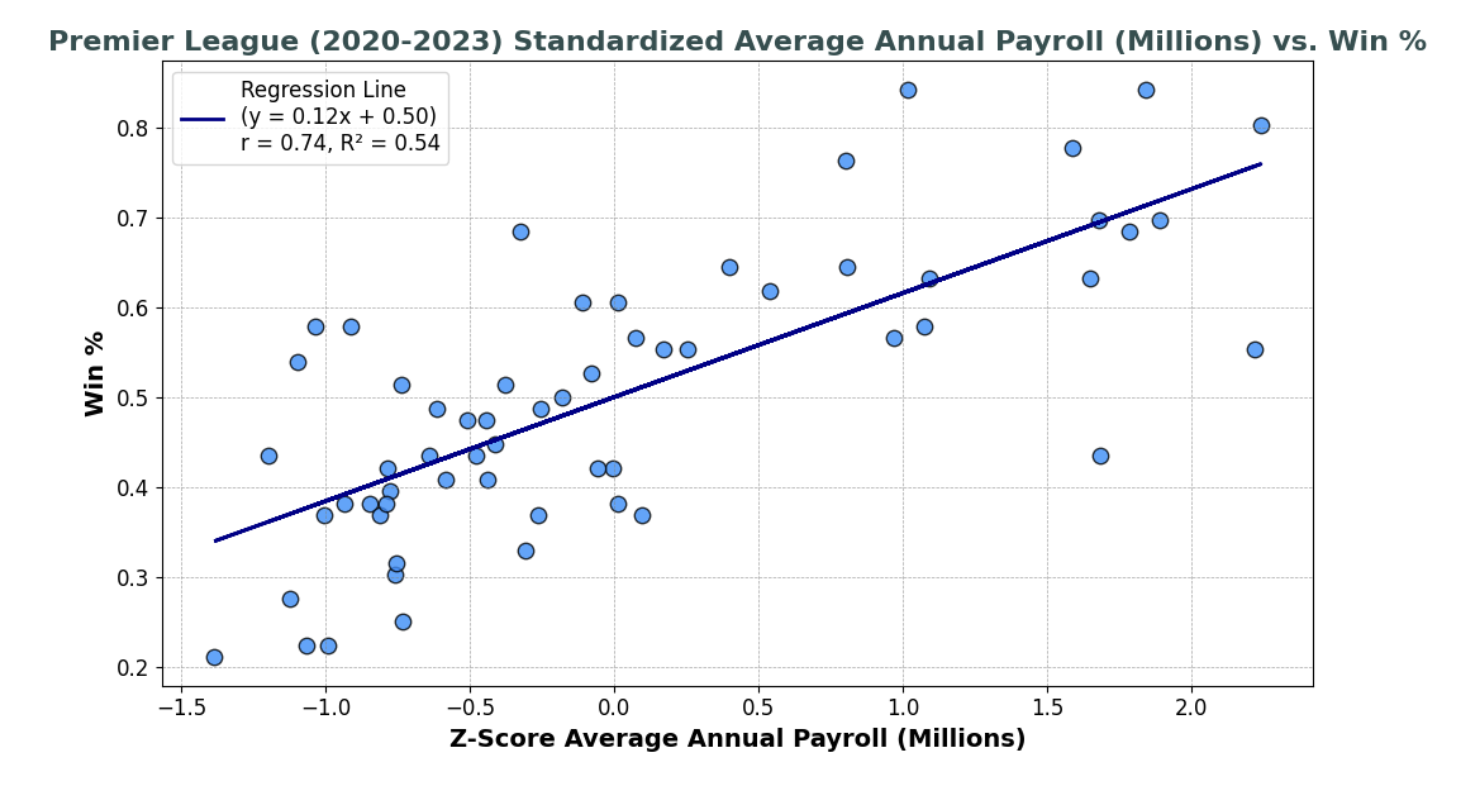 Premier League (2020-2023) Standardized Average Annual Payroll (Millions) vs. Win %
Regression Line
(y = 0.12x + 0.50)
r = 0.74, R² = 0.54
Win %
0.8
0.7
0.6
0.5
0.4
0.3
0.2
−1.5 −1.0 −0.5 0.0 0.5 1.0 1.5 2.0
Z-Score Average Annual Payroll (Millions)